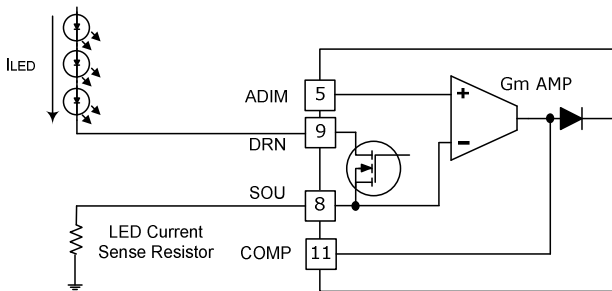 ILED
ADIM
5
Gm AMP
+
9
DRN
-
SOU
8
LED Current
Sense Resistor
COMP
11